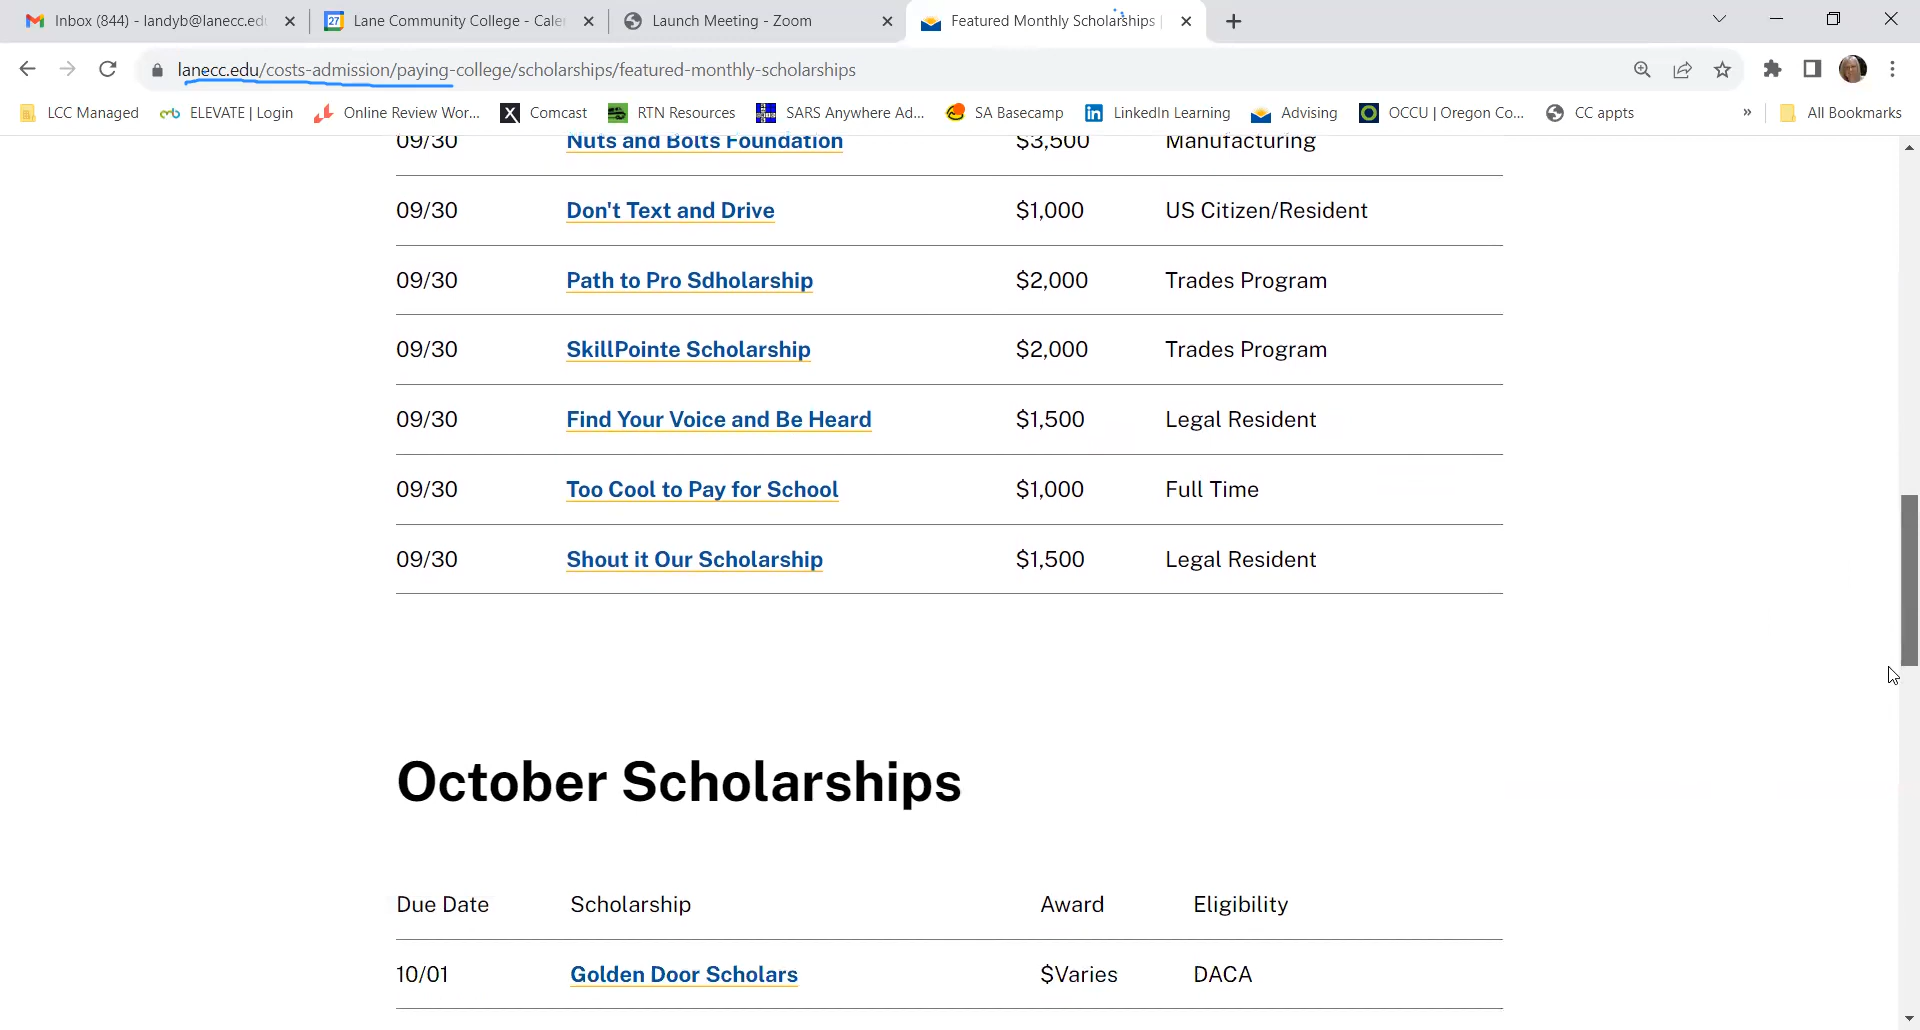 Inbox (844) - landyb@lanecc.edu
Lane Community College - Cale
Launch Meeting - Zoom
Featured Monthly Scholarships |
lanecc.edu/costs-admission/paying-college/scholarships/featured-monthly-scholarships
LCC Managed
ELEVATE | Login
Online Review Wor...
Comcast
RTN Resources
SARS Anywhere Ad...
SA Basecamp
LinkedIn Learning
Advising
OCCU | Oregon Co...
CC appts
»
All Bookmarks
09/30 Nuts and Bolts Foundation $3,500 Manufacturing
09/30 Don't Text and Drive $1,000 US Citizen/Resident
09/30 Path to Pro Sdholarship $2,000 Trades Program
09/30 SkillPointe Scholarship $2,000 Trades Program
09/30 Find Your Voice and Be Heard $1,500 Legal Resident
09/30 Too Cool to Pay for School $1,000 Full Time
09/30 Shout it Our Scholarship $1,500 Legal Resident
October Scholarships
Due Date Scholarship Award Eligibility
10/01 Golden Door Scholars $Varies DACA